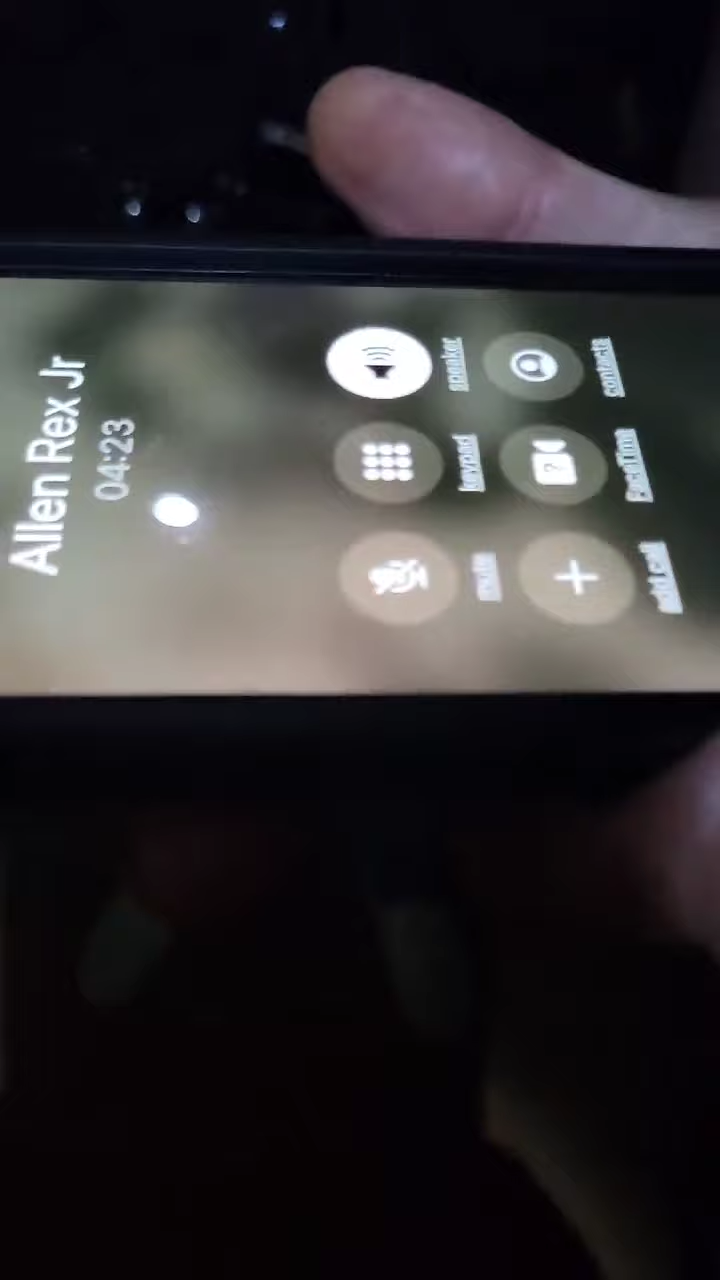 Allen Rex Jr
04:23
mute
keypad
speaker
add call
FaceTime
contacts